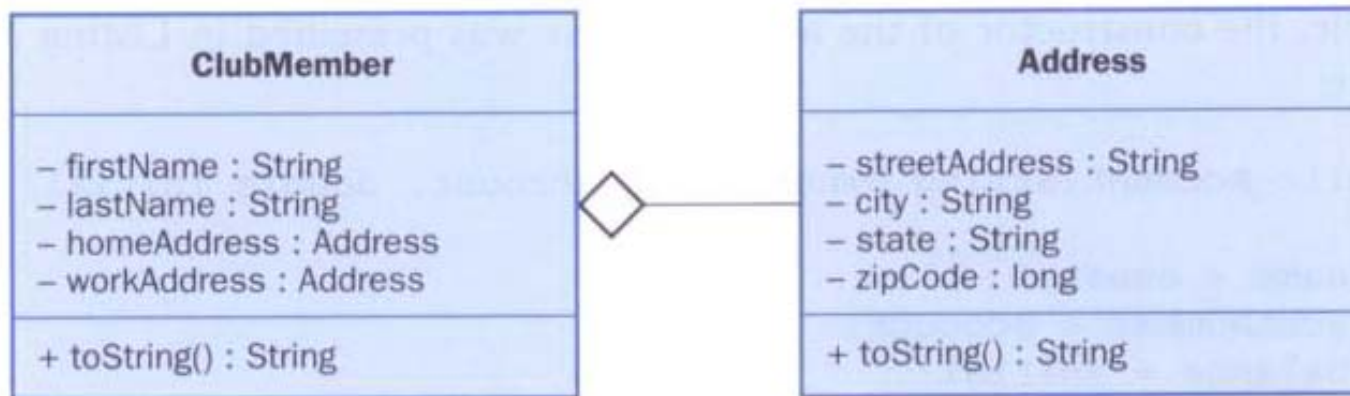 ClubMember
– firstName : String
– lastName : String
– homeAddress : Address
– workAddress : Address
+ toString() : String
Address
– streetAddress : String
– city : String
– state : String
– zipCode : long
+ toString() : String